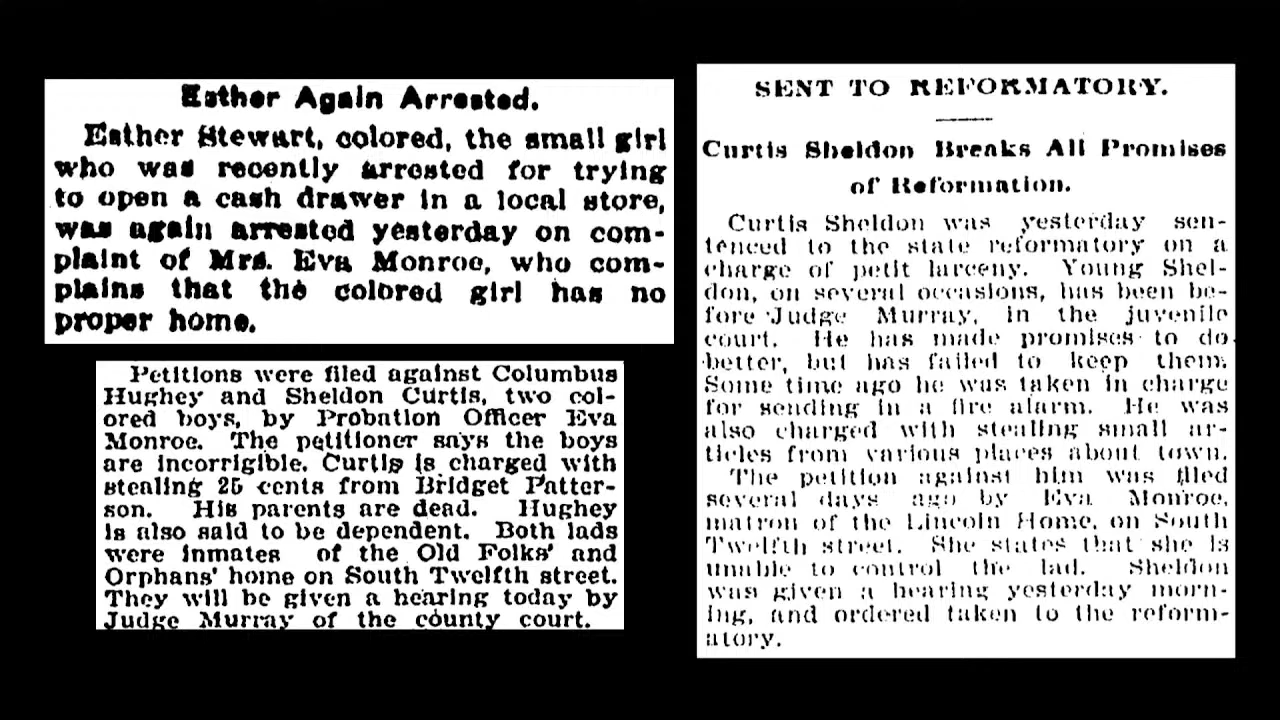 Esther Again Arrested.
Esther Stewart, colored, the small girl
who was recently arrested for trying
to open a cash drawer in a local store,
was again arrested yesterday on com-
plaint of Mrs. Eva Monroe, who com-
plains that the colored girl has no
proper home.
Petitions were filed against Columbus
Hughey and Sheldon Curtis, two col-
ored boys, by Probation Officer Eva
Monroe. The petitioner says the boys
are incorrigible. Curtis is charged with
stealing 25 cents from Bridget Patter-
son. His parents are dead. Hughey
is also said to be dependent. Both lads
were inmates of the Old Folks' and
Orphans' home on South Twelfth street.
They will be given a hearing today by
Judge Murray of the county court.
SENT TO REFORMATORY.
Curtis Sheldon Breaks All Promises
of Reformation.
Curtis Sheldon was yesterday sen-
tenced to the state reformatory on a
charge of petit larceny. Young Shel-
don, on several occasions, has been be-
fore Judge Murray, in the juvenile
court. He has made promises to do
better, but has failed to keep them.
Some time ago he was taken in charge
for sending in a fire alarm. He was
also charged with stealing small ar-
ticles from various places about town.
The petition against him was filed
several days ago by Eva Monroe,
matron of the Lincoln Home, on South
Twelfth street. She states that she is
unable to control the lad. Sheldon
was given a hearing yesterday morn-
ing, and ordered taken to the reform-
atory.